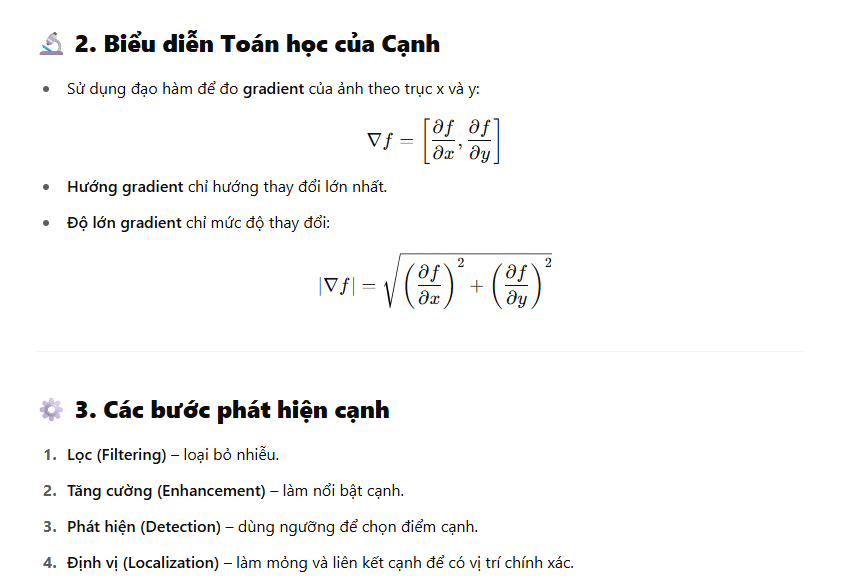 🔬 2. Biểu diễn Toán học của Cạnh
• Sử dụng đạo hàm để đo gradient của ảnh theo trục x và y:
∇f = [∂f/∂x, ∂f/∂y]
• Hướng gradient chỉ hướng thay đổi lớn nhất.
• Độ lớn gradient chỉ mức độ thay đổi:
|∇f| = √((∂f/∂x)² + (∂f/∂y)²)
⚙️ 3. Các bước phát hiện cạnh
1. Lọc (Filtering) – loại bỏ nhiễu.
2. Tăng cường (Enhancement) – làm nổi bật cạnh.
3. Phát hiện (Detection) – dùng ngưỡng để chọn điểm cạnh.
4. Định vị (Localization) – làm mỏng và liên kết cạnh để có vị trí chính xác.